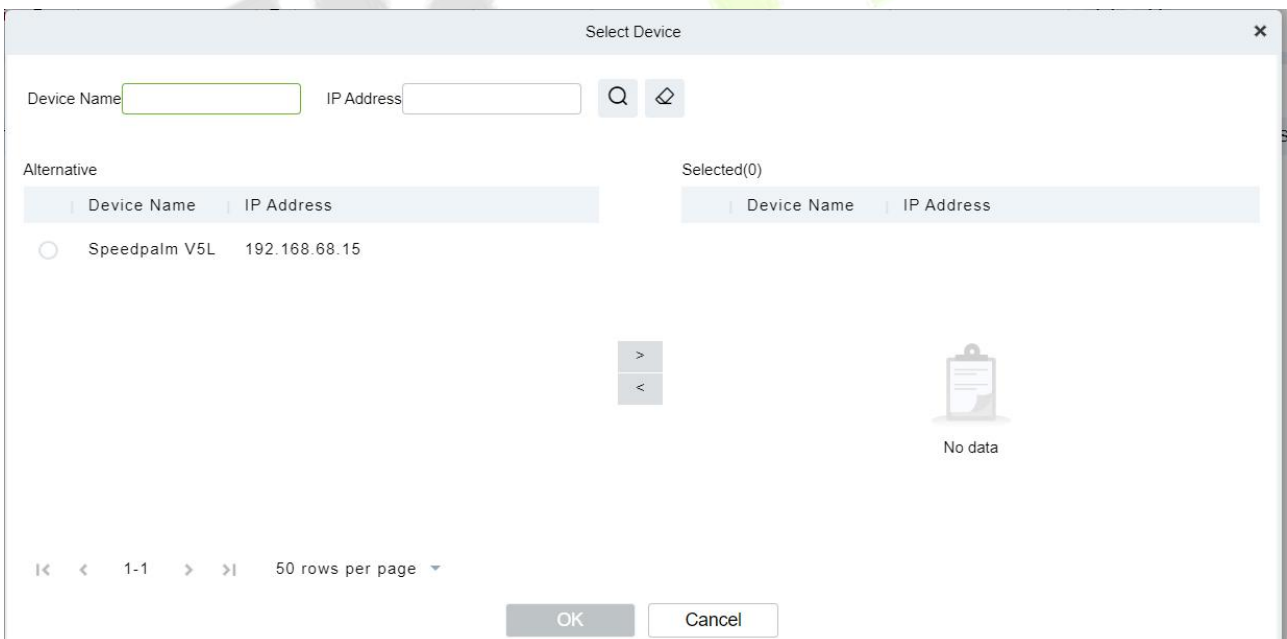 Select Device ×
Device Name IP Address
Alternative Selected(0)
Device Name IP Address Device Name IP Address
Speedpalm V5L 192.168.68.15
>
<
No data
|< < 1-1 > >| 50 rows per page
OK Cancel